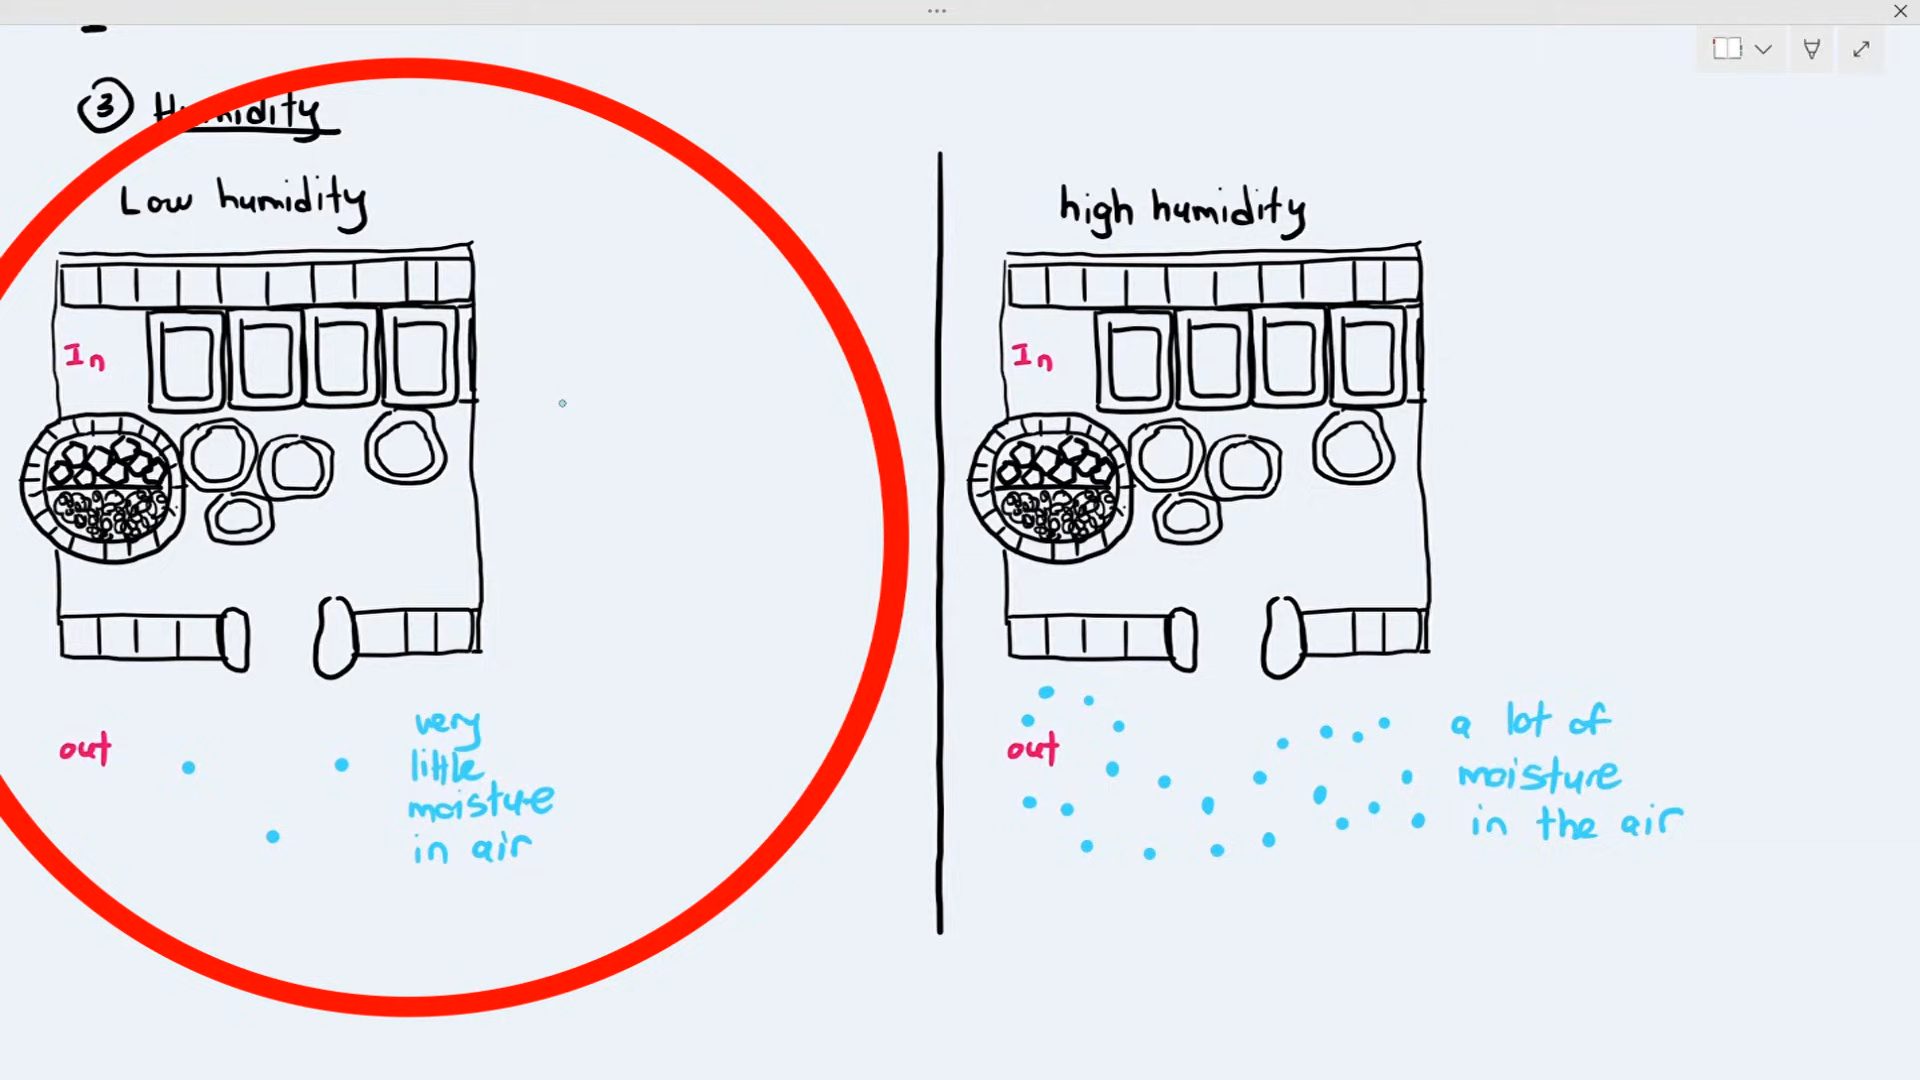 ③ Humidity
Low humidity
In
out
very
little
moisture
in air
high humidity
In
out
a lot of
moisture
in the air